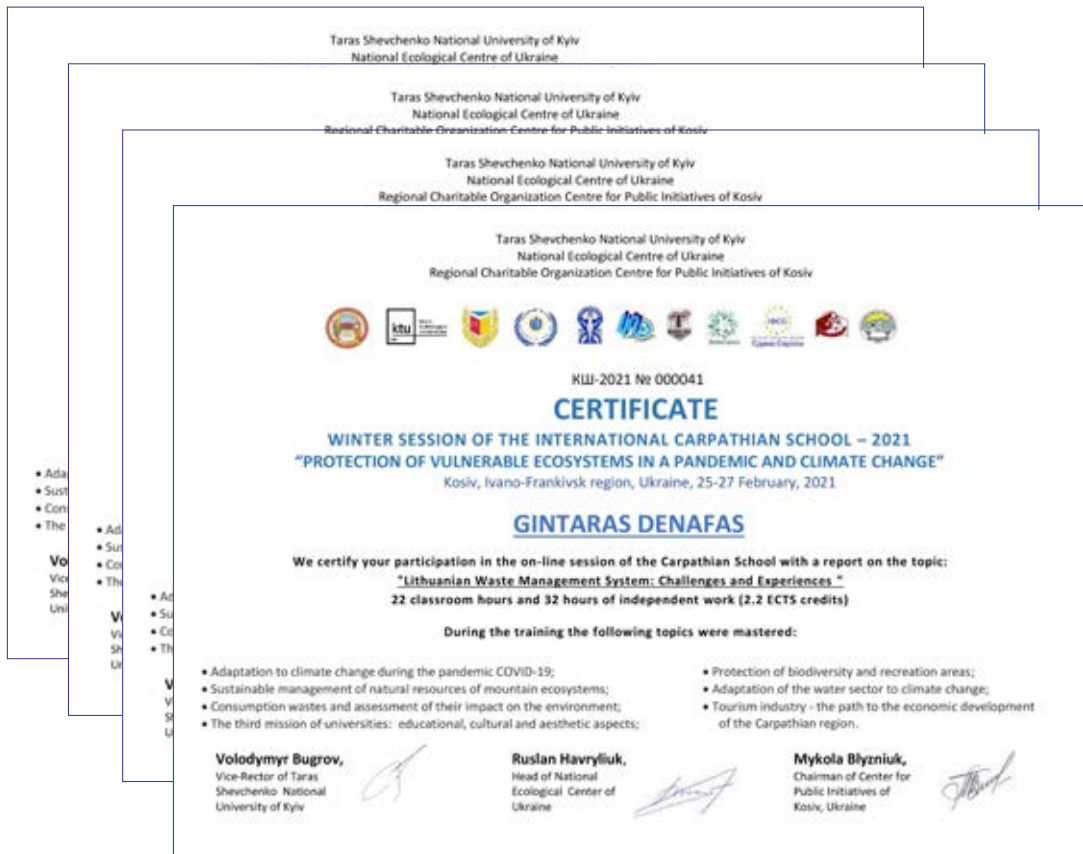 Taras Shevchenko National University of Kyiv
National Ecological Centre of Ukraine
Taras Shevchenko National University of Kyiv
National Ecological Centre of Ukraine
Regional Charitable Organization Centre for Public Initiatives of Kosiv
Taras Shevchenko National University of Kyiv
National Ecological Centre of Ukraine
Regional Charitable Organization Centre for Public Initiatives of Kosiv
Taras Shevchenko National University of Kyiv
National Ecological Centre of Ukraine
Regional Charitable Organization Centre for Public Initiatives of Kosiv
ktu
КШ-2021 № 000041
CERTIFICATE
WINTER SESSION OF THE INTERNATIONAL CARPATHIAN SCHOOL – 2021
“PROTECTION OF VULNERABLE ECOSYSTEMS IN A PANDEMIC AND CLIMATE CHANGE”
Kosiv, Ivano-Frankivsk region, Ukraine, 25-27 February, 2021
GINTARAS DENAFAS
We certify your participation in the on-line session of the Carpathian School with a report on the topic:
"Lithuanian Waste Management System: Challenges and Experiences "
22 classroom hours and 32 hours of independent work (2.2 ECTS credits)
During the training the following topics were mastered:
• Adaptation to climate change during the pandemic COVID-19;
• Sustainable management of natural resources of mountain ecosystems;
• Consumption wastes and assessment of their impact on the environment;
• The third mission of universities: educational, cultural and aesthetic aspects;
• Protection of biodiversity and recreation areas;
• Adaptation of the water sector to climate change;
• Tourism industry - the path to the economic development
of the Carpathian region.
Volodymyr Bugrov,
Vice-Rector of Taras
Shevchenko National
University of Kyiv
Ruslan Havryliuk,
Head of National
Ecological Center of
Ukraine
Mykola Blyzniuk,
Chairman of Center for
Public Initiatives of
Kosiv, Ukraine